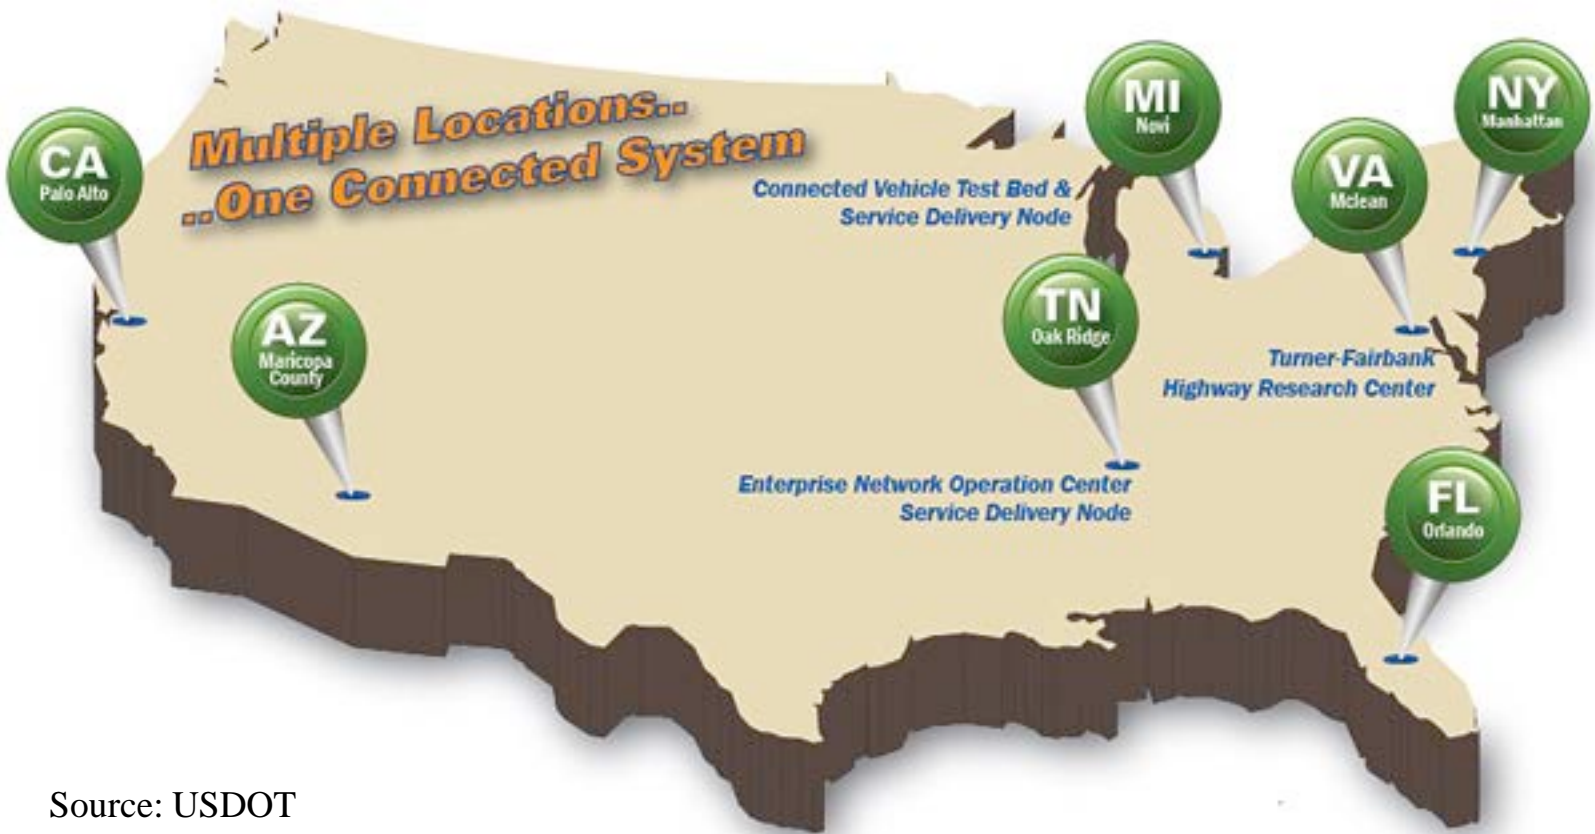 Multiple Locations..
..One Connected System
CA
Palo Alto
AZ
Maricopa
County
MI
Novi
Connected Vehicle Test Bed &
Service Delivery Node
NY
Manhattan
VA
Mclean
Turner-Fairbank
Highway Research Center
TN
Oak Ridge
Enterprise Network Operation Center
Service Delivery Node
FL
Orlando
Source: USDOT